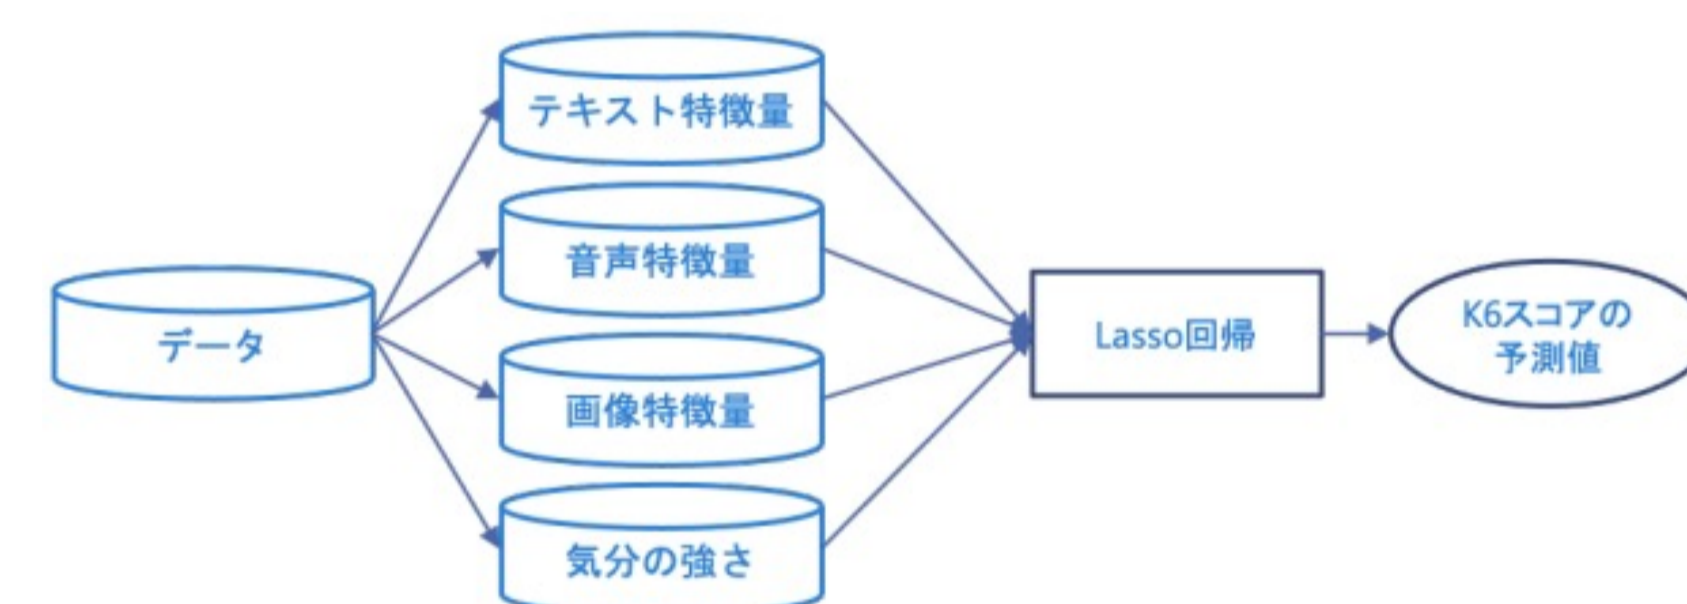 テキスト特徴量
音声特徴量
データ
画像特徴量
気分の強さ
Lasso回帰
K6スコアの
予測値